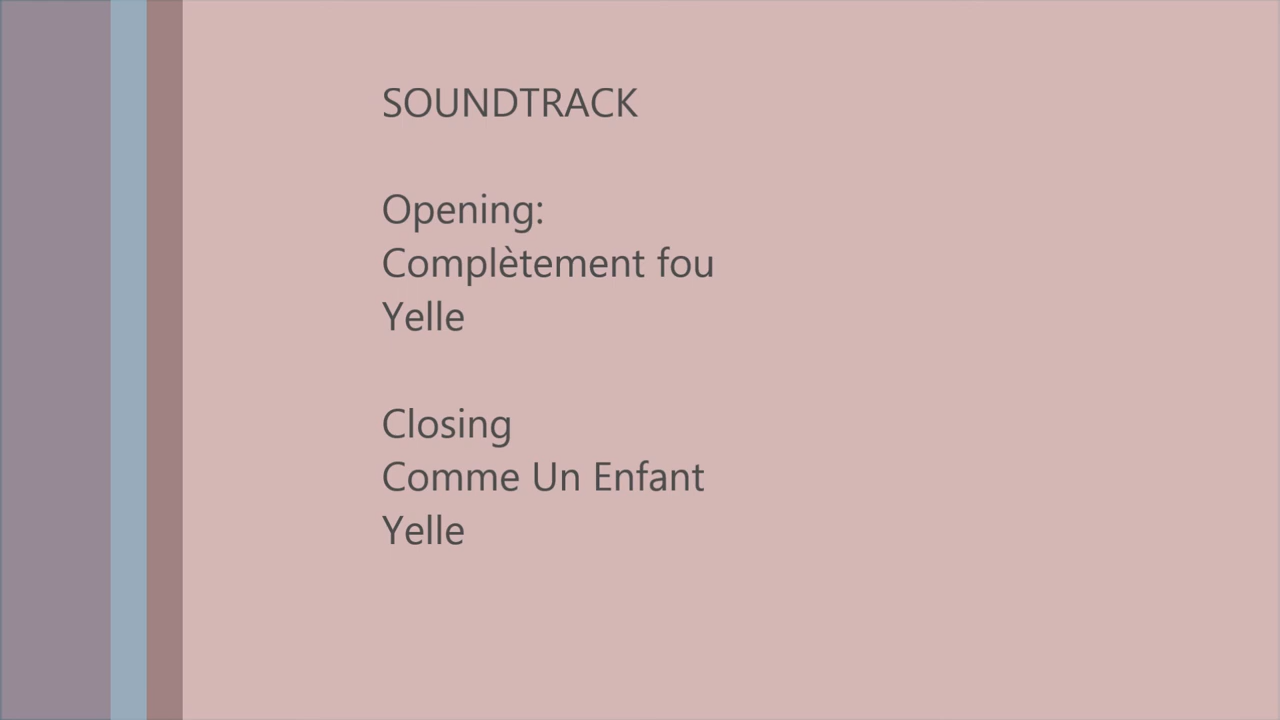 SOUNDTRACK
Opening:
Complètement fou
Yelle
Closing
Comme Un Enfant
Yelle